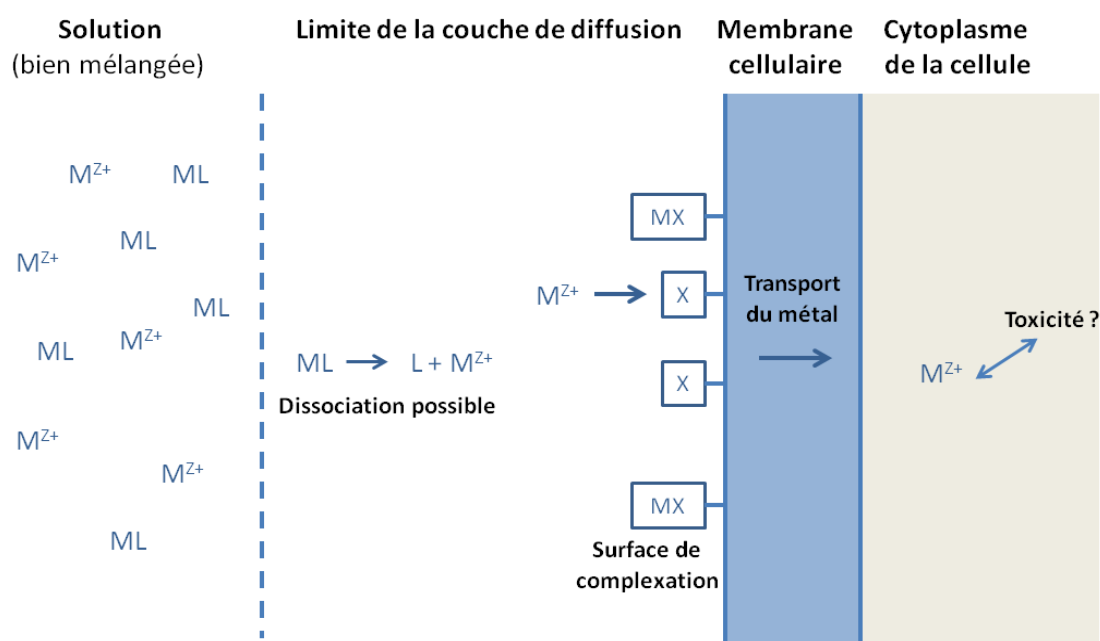 Solution
(bien mélangée)
Limite de la couche de diffusion
Membrane
cellulaire
Cytoplasme
de la cellule
M^Z+
ML
ML
M^Z+
ML
M^Z+
ML
M^Z+
M^Z+
ML
ML → L + M^Z+
Dissociation possible
MX
M^Z+
X
X
MX
Surface de
complexation
Transport
du métal
Toxicité ?
M^Z+